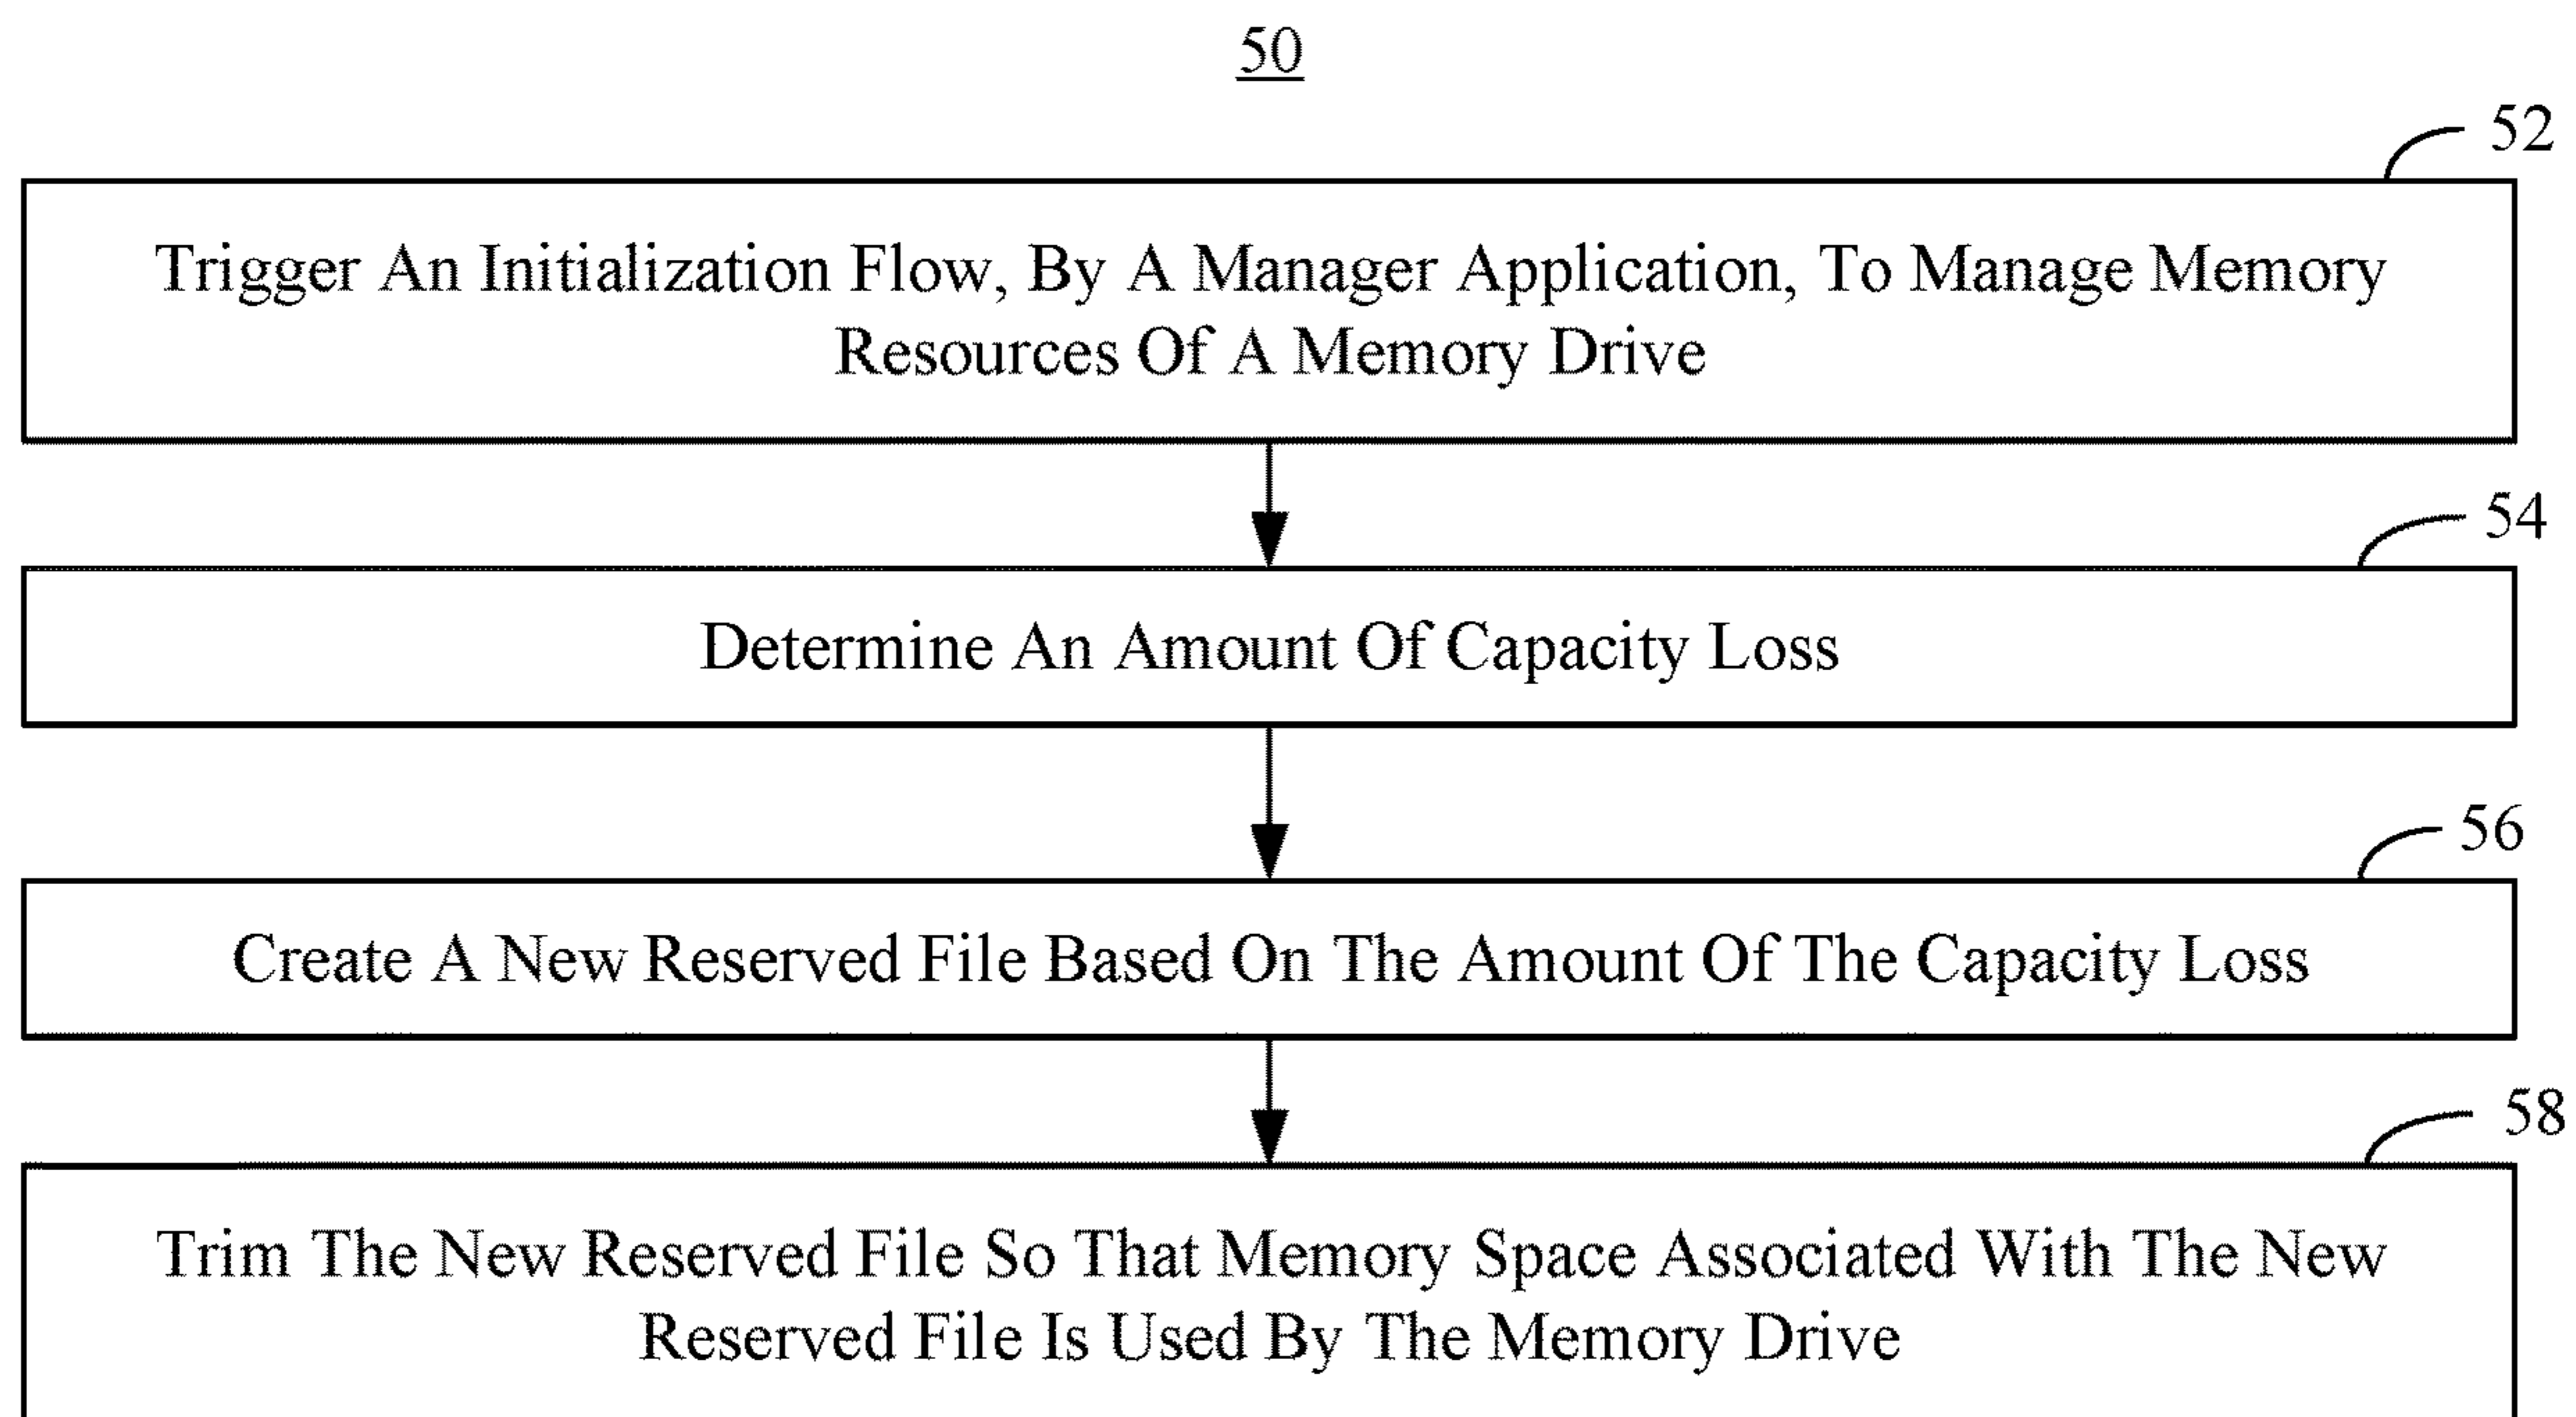 50
52
Trigger An Initialization Flow, By A Manager Application, To Manage Memory
Resources Of A Memory Drive
54
Determine An Amount Of Capacity Loss
56
Create A New Reserved File Based On The Amount Of The Capacity Loss
58
Trim The New Reserved File So That Memory Space Associated With The New
Reserved File Is Used By The Memory Drive